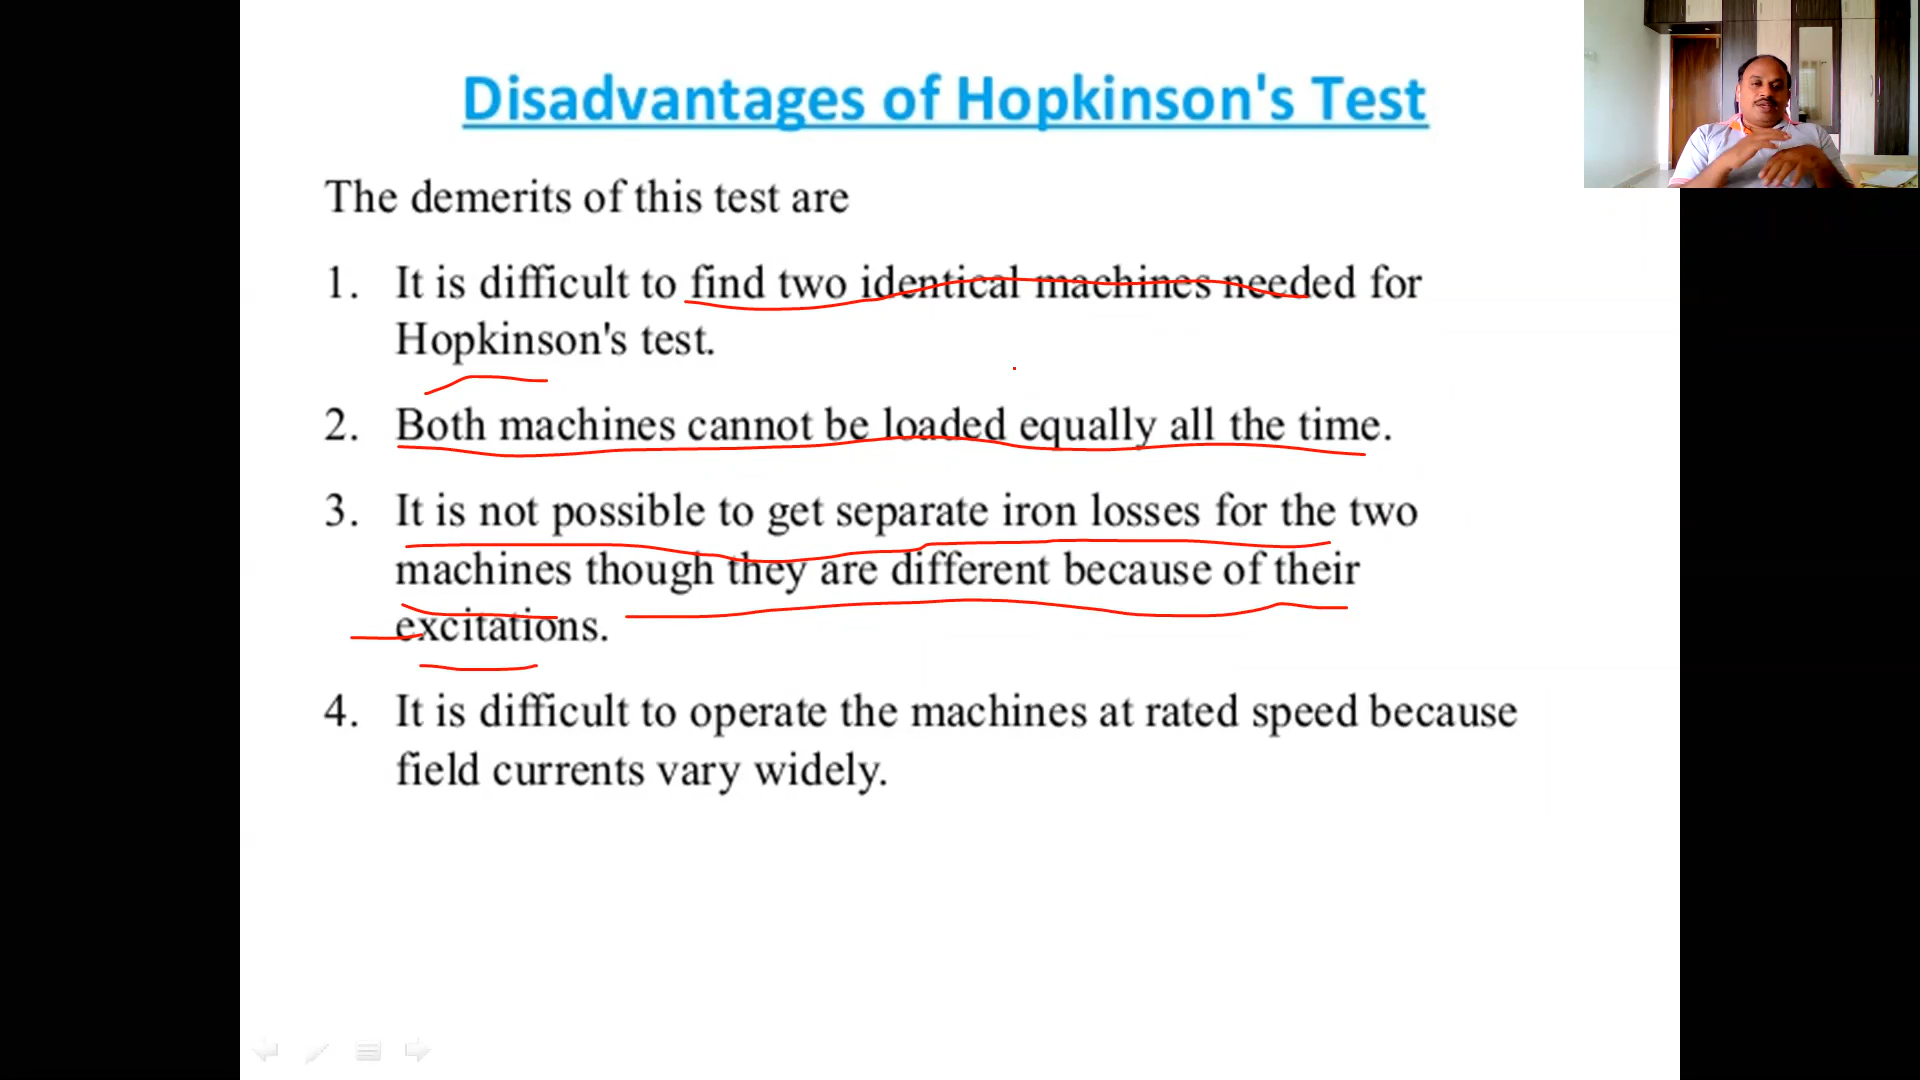 Disadvantages of Hopkinson's Test
The demerits of this test are
1. It is difficult to find two identical machines needed for
Hopkinson's test.
2. Both machines cannot be loaded equally all the time.
3. It is not possible to get separate iron losses for the two
machines though they are different because of their
excitations.
4. It is difficult to operate the machines at rated speed because
field currents vary widely.